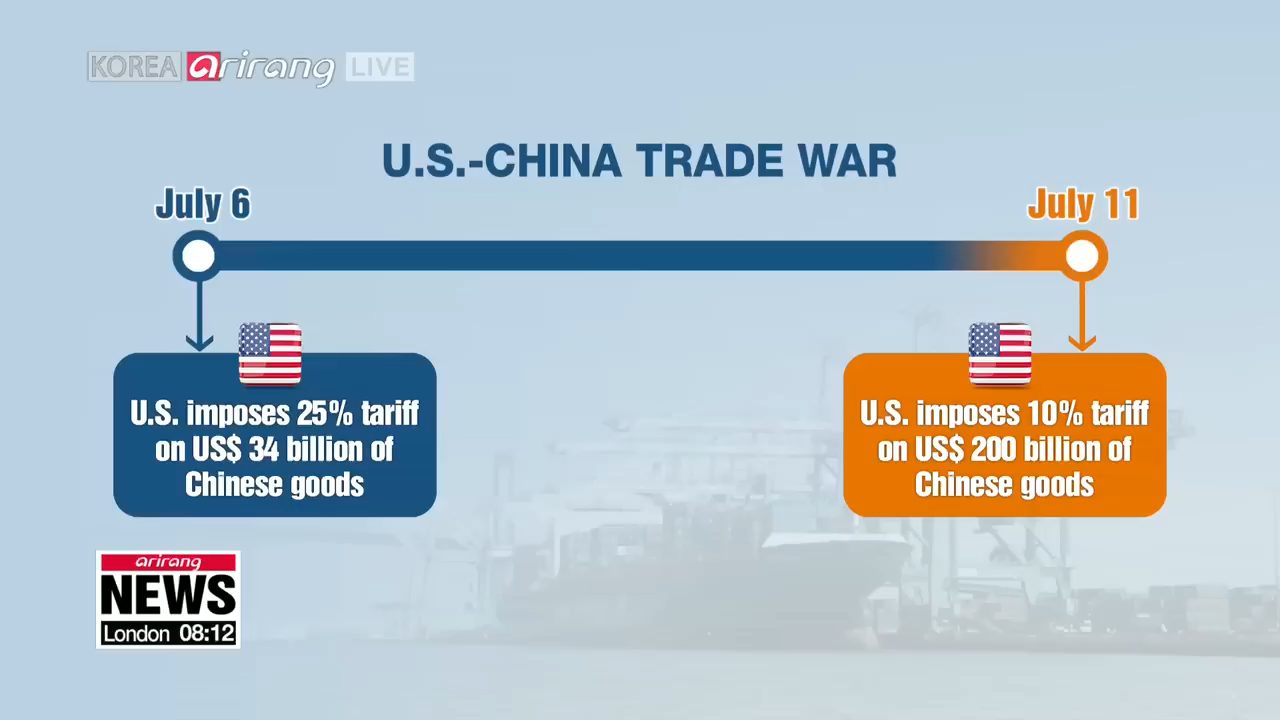 KOREA arirang LIVE
U.S.-CHINA TRADE WAR
July 6
July 11
U.S. imposes 25% tariff
on US$ 34 billion of
Chinese goods
U.S. imposes 10% tariff
on US$ 200 billion of
Chinese goods
arirang
NEWS
London 08:12